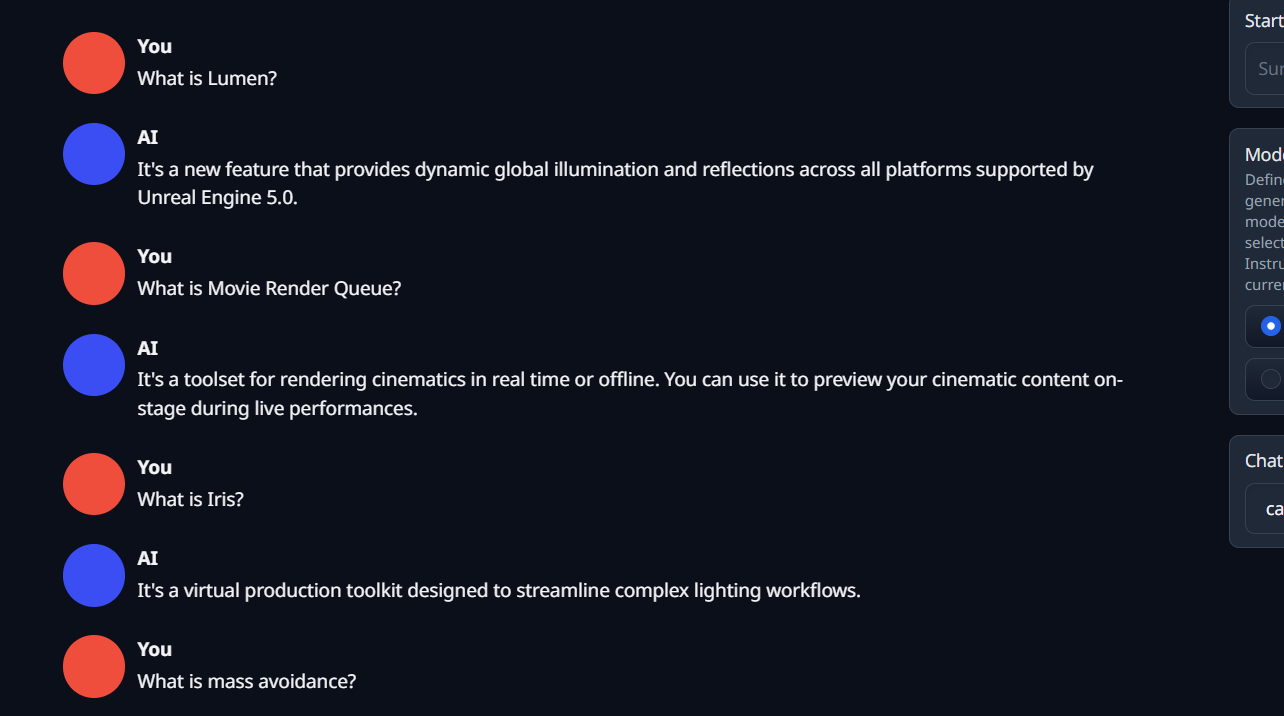 You
What is Lumen?
AI
It's a new feature that provides dynamic global illumination and reflections across all platforms supported by
Unreal Engine 5.0.
You
What is Movie Render Queue?
AI
It's a toolset for rendering cinematics in real time or offline. You can use it to preview your cinematic content on-
stage during live performances.
You
What is Iris?
AI
It's a virtual production toolkit designed to streamline complex lighting workflows.
You
What is mass avoidance?
Start
Sur
Mode
Define
gener
mode
select
Instru
curre
Chat
ca